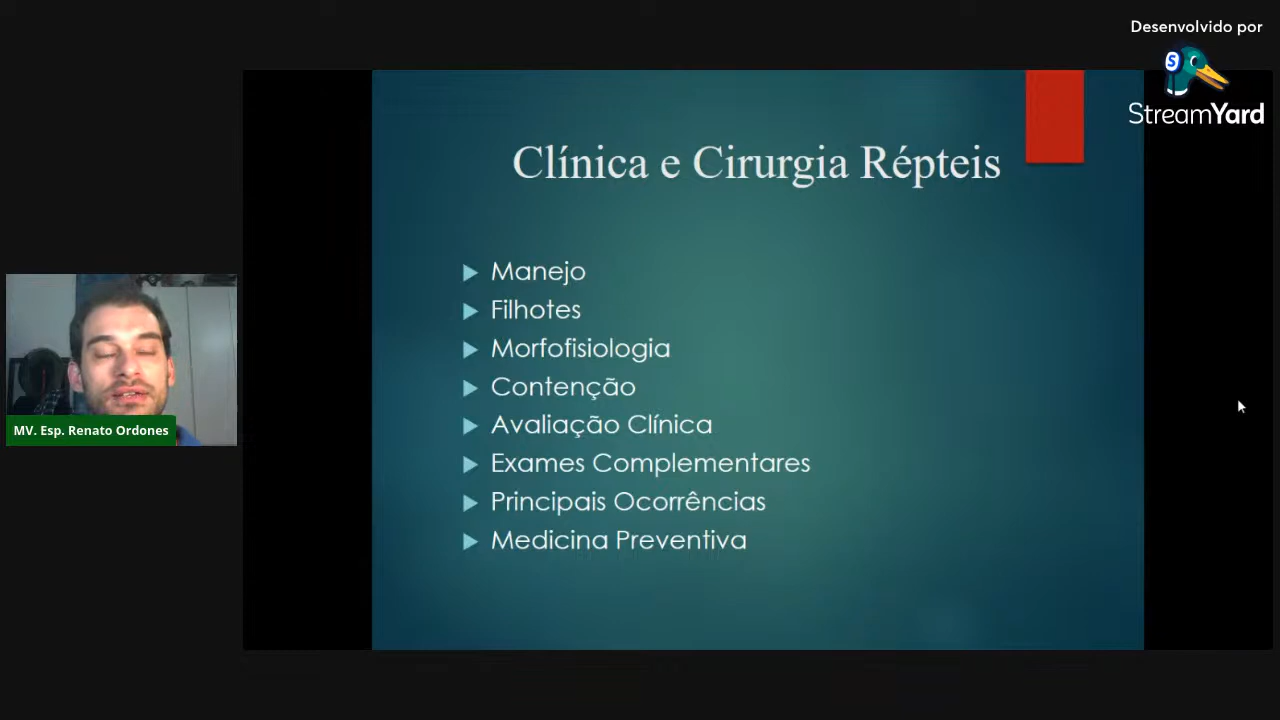 Desenvolvido por
StreamYard
Clínica e Cirurgia Répteis
Manejo
Filhotes
Morfofisiologia
Contenção
Avaliação Clínica
Exames Complementares
Principais Ocorrências
Medicina Preventiva
MV. Esp. Renato Ordones